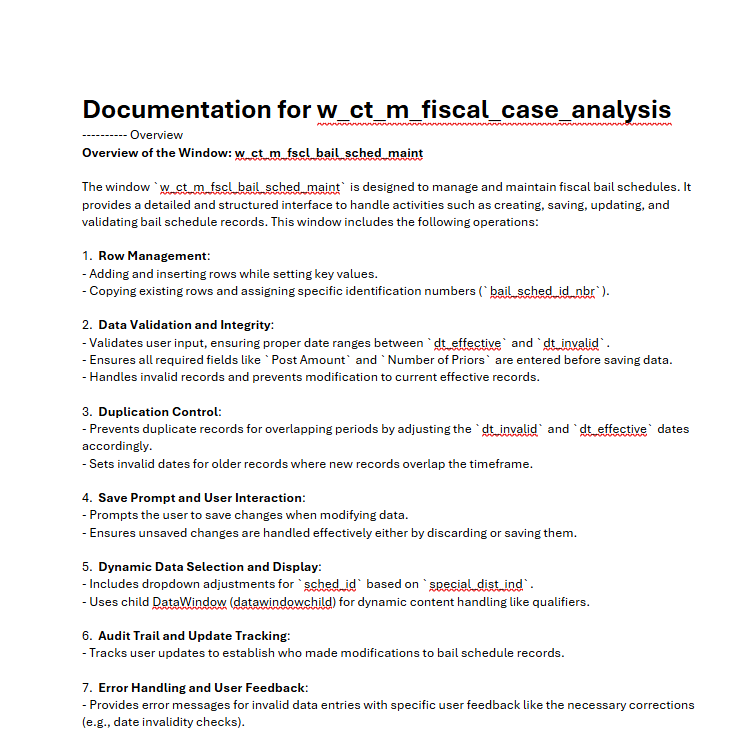 Documentation for w_ct_m_fiscal_case_analysis
---------- Overview
Overview of the Window: w_ct_m_fscl_bail_sched_maint
The window `w_ct_m_fscl_bail_sched_maint` is designed to manage and maintain fiscal bail schedules. It
provides a detailed and structured interface to handle activities such as creating, saving, updating, and
validating bail schedule records. This window includes the following operations:
1. Row Management:
- Adding and inserting rows while setting key values.
- Copying existing rows and assigning specific identification numbers (`bail_sched_id_nbr`).
2. Data Validation and Integrity:
- Validates user input, ensuring proper date ranges between `dt_effective` and `dt_invalid`.
- Ensures all required fields like `Post Amount` and `Number of Priors` are entered before saving data.
- Handles invalid records and prevents modification to current effective records.
3. Duplication Control:
- Prevents duplicate records for overlapping periods by adjusting the `dt_invalid` and `dt_effective` dates
accordingly.
- Sets invalid dates for older records where new records overlap the timeframe.
4. Save Prompt and User Interaction:
- Prompts the user to save changes when modifying data.
- Ensures unsaved changes are handled effectively either by discarding or saving them.
5. Dynamic Data Selection and Display:
- Includes dropdown adjustments for `sched_id` based on `special_dist_ind`.
- Uses child DataWindow (datawindowchild) for dynamic content handling like qualifiers.
6. Audit Trail and Update Tracking:
- Tracks user updates to establish who made modifications to bail schedule records.
7. Error Handling and User Feedback:
- Provides error messages for invalid data entries with specific user feedback like the necessary corrections
(e.g., date invalidity checks).